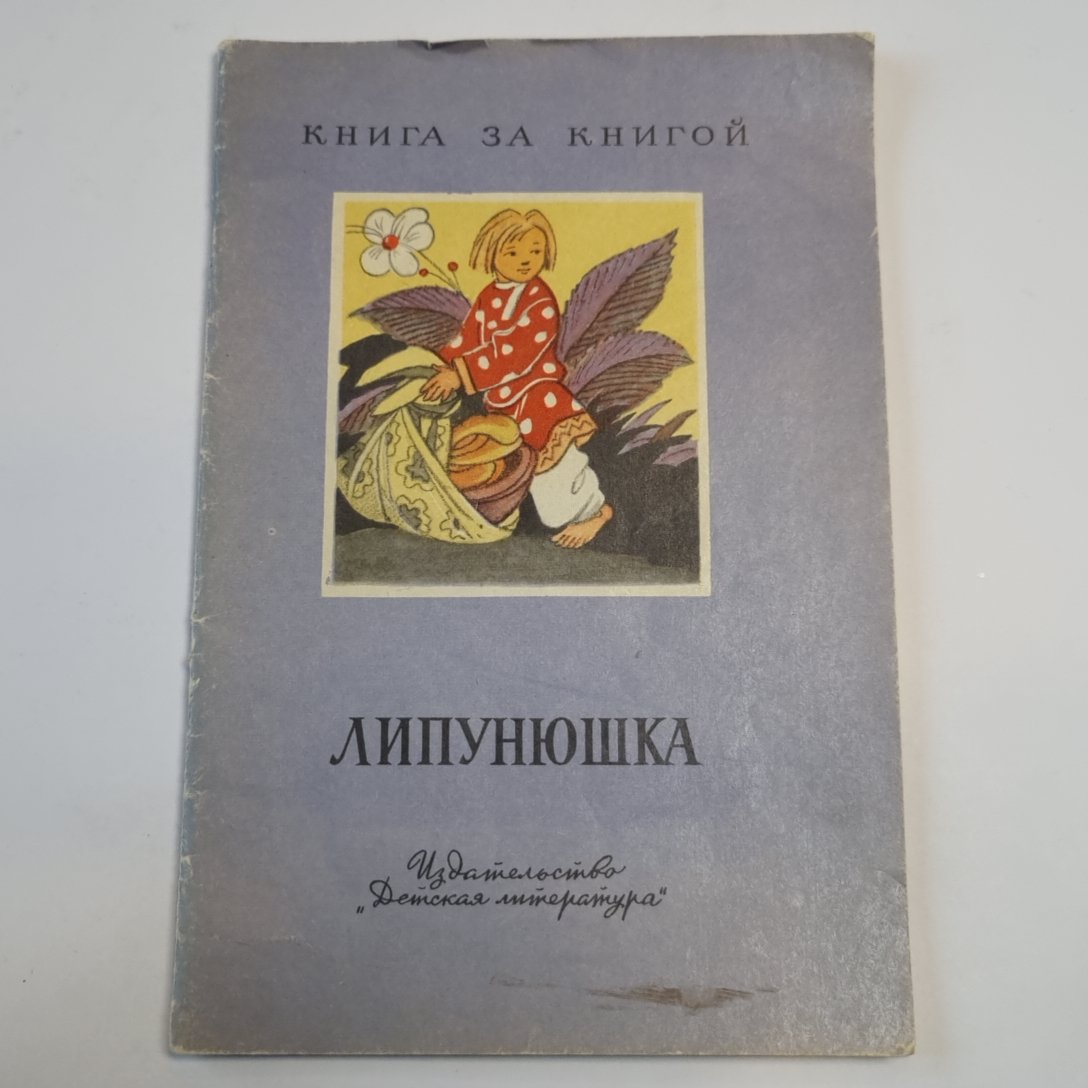 КНИГА ЗА КНИГОЙ
ЛИПУНЮШКА
Издательство
„Детская литература"